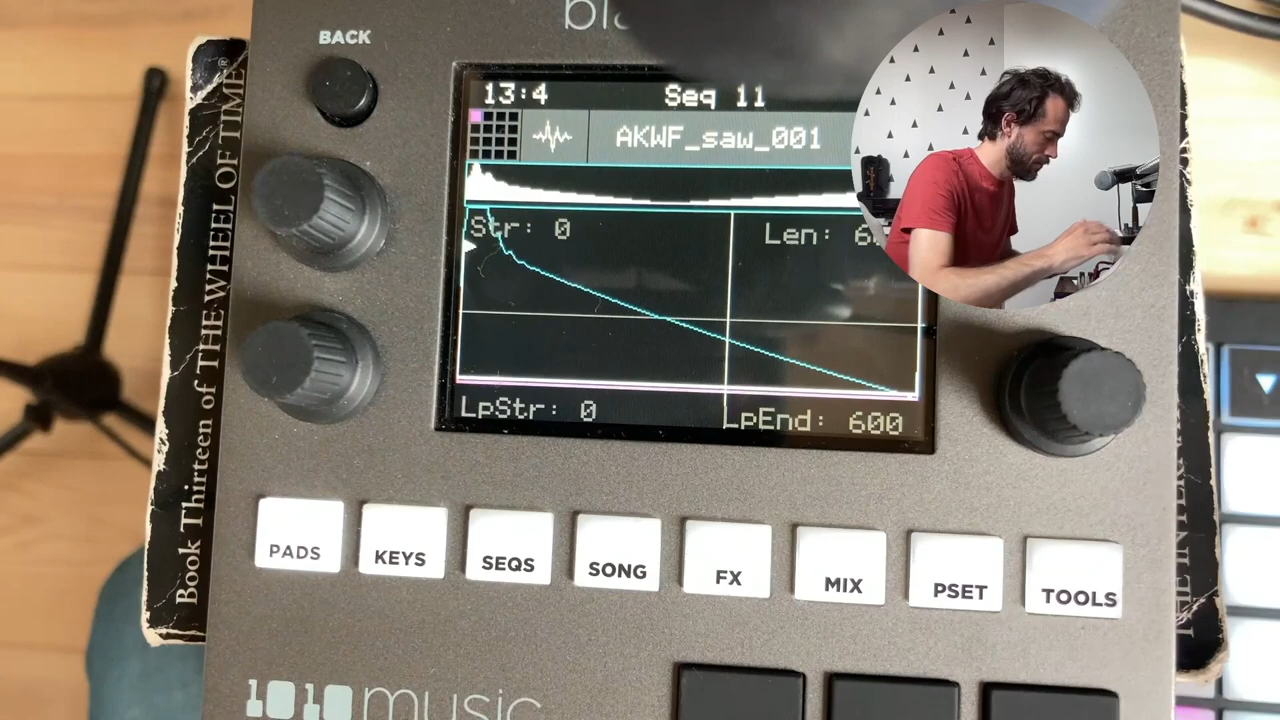 BACK
13:4 Seq 11
AKWF_saw_001
Str: 0 Len:
LpStr: 0 LpEnd: 600
PADS KEYS SEQS SONG FX MIX PSET TOOLS
1010music
Book Thirteen of THE WHEEL OF TIME®